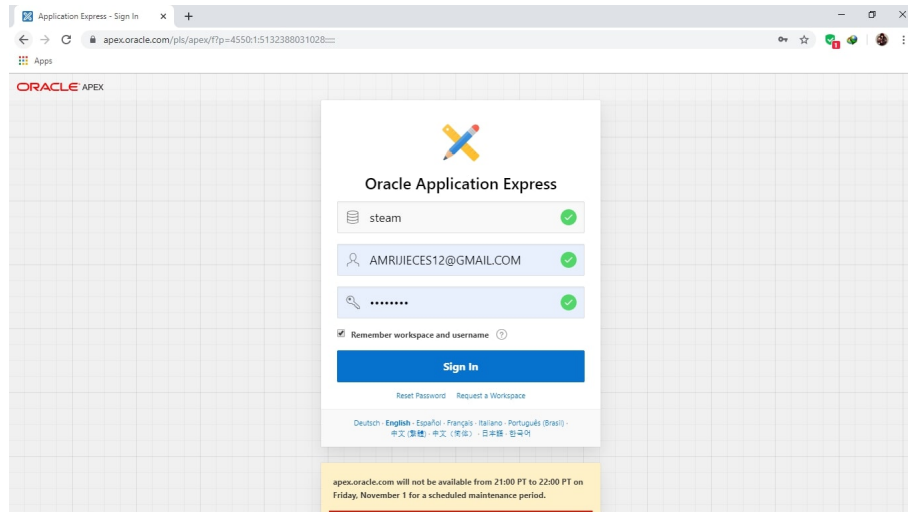 Application Express - Sign In
apex.oracle.com/pls/apex/f?p=4550:1:5132388031028:::::
Apps
ORACLE APEX
Oracle Application Express
steam
AMRIJIECES12@GMAIL.COM
••••••••
Remember workspace and username ?
Sign In
Reset Password Request a Workspace
Deutsch · English · Español · Français · Italiano · Português (Brasil) ·
中文 (繁體) · 中文 (简体) · 日本語 · 한국어
apex.oracle.com will not be available from 21:00 PT to 22:00 PT on
Friday, November 1 for a scheduled maintenance period.